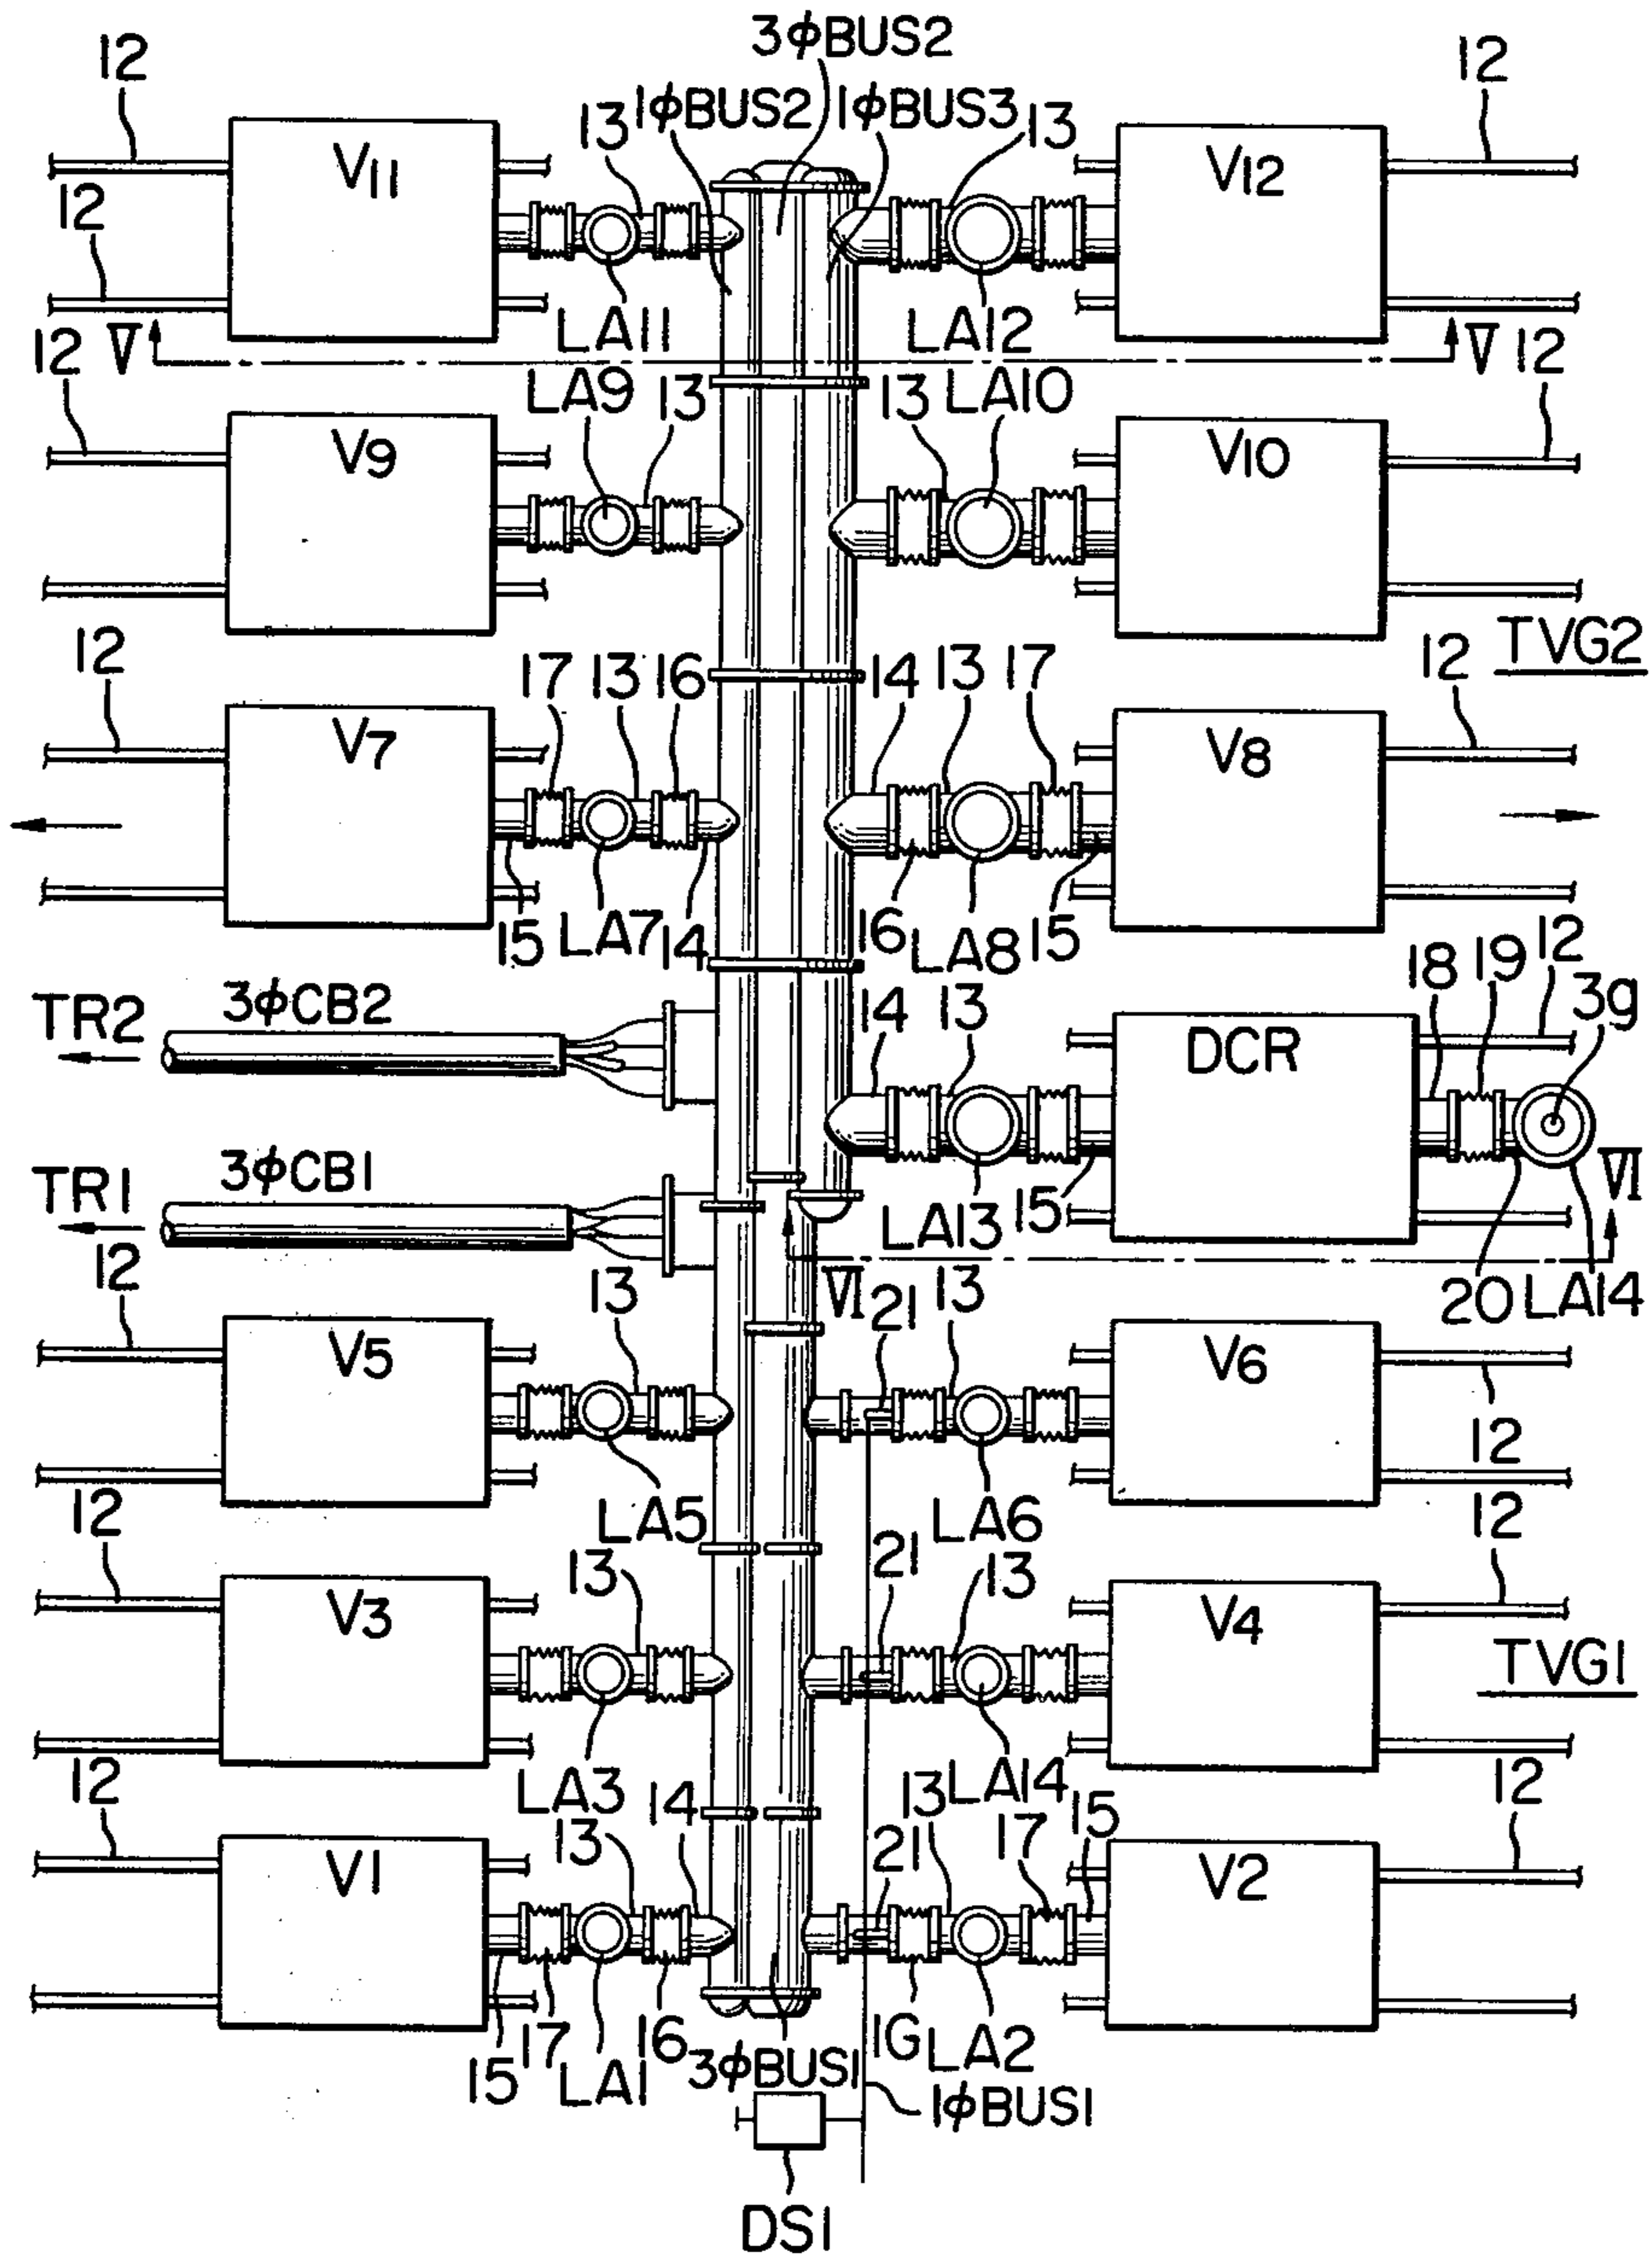 3φBUS2
12 12
1φBUS2 1φBUS3
13 13
V11 V12
12
LA11 LA12
V V
12 12
LA9 13 13 LA10
V9 V10
TVG2
12 17 13 16 14 13 17 12
V7 V8
15 LA7 14 16 LA8 15 12
18 19 3g
TR2 3φCB2 14 13 DCR
TR1 3φCB1
LA13 15 VI
12 13 VI 21 13 20 LA14
V5 V6
12
LA5 LA6
12 12
13 21 13
V3 V4
TVG1
LA3 LA14
12 13 14 13 17 15 12
21
V1 V2
15 17 LA1 16 3φBUS1 1G LA2
1φBUS1
DS1